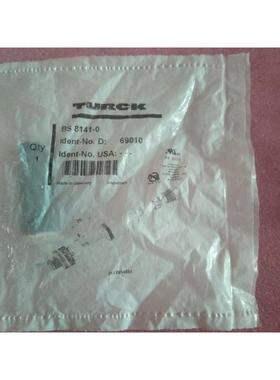 TURCK
BS 8141-0
Ident-No. D: 69010
Ident-No. USA: - . -
Qty
1
Made in Germany